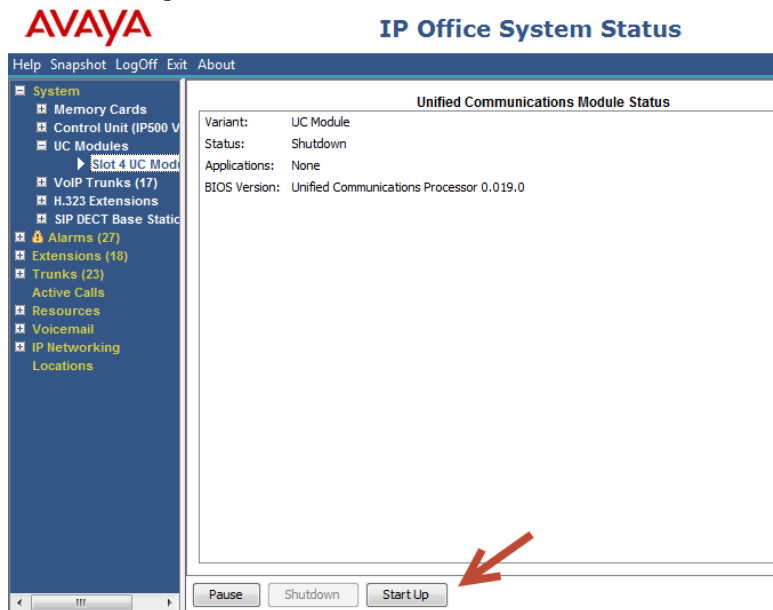 AVAYA
IP Office System Status
Help Snapshot LogOff Exit About
System
Memory Cards
Control Unit (IP500 V
UC Modules
Slot 4 UC Modu
VoIP Trunks (17)
H.323 Extensions
SIP DECT Base Static
Alarms (27)
Extensions (18)
Trunks (23)
Active Calls
Resources
Voicemail
IP Networking
Locations
Unified Communications Module Status
Variant: UC Module
Status: Shutdown
Applications: None
BIOS Version: Unified Communications Processor 0.019.0
Pause Shutdown Start Up